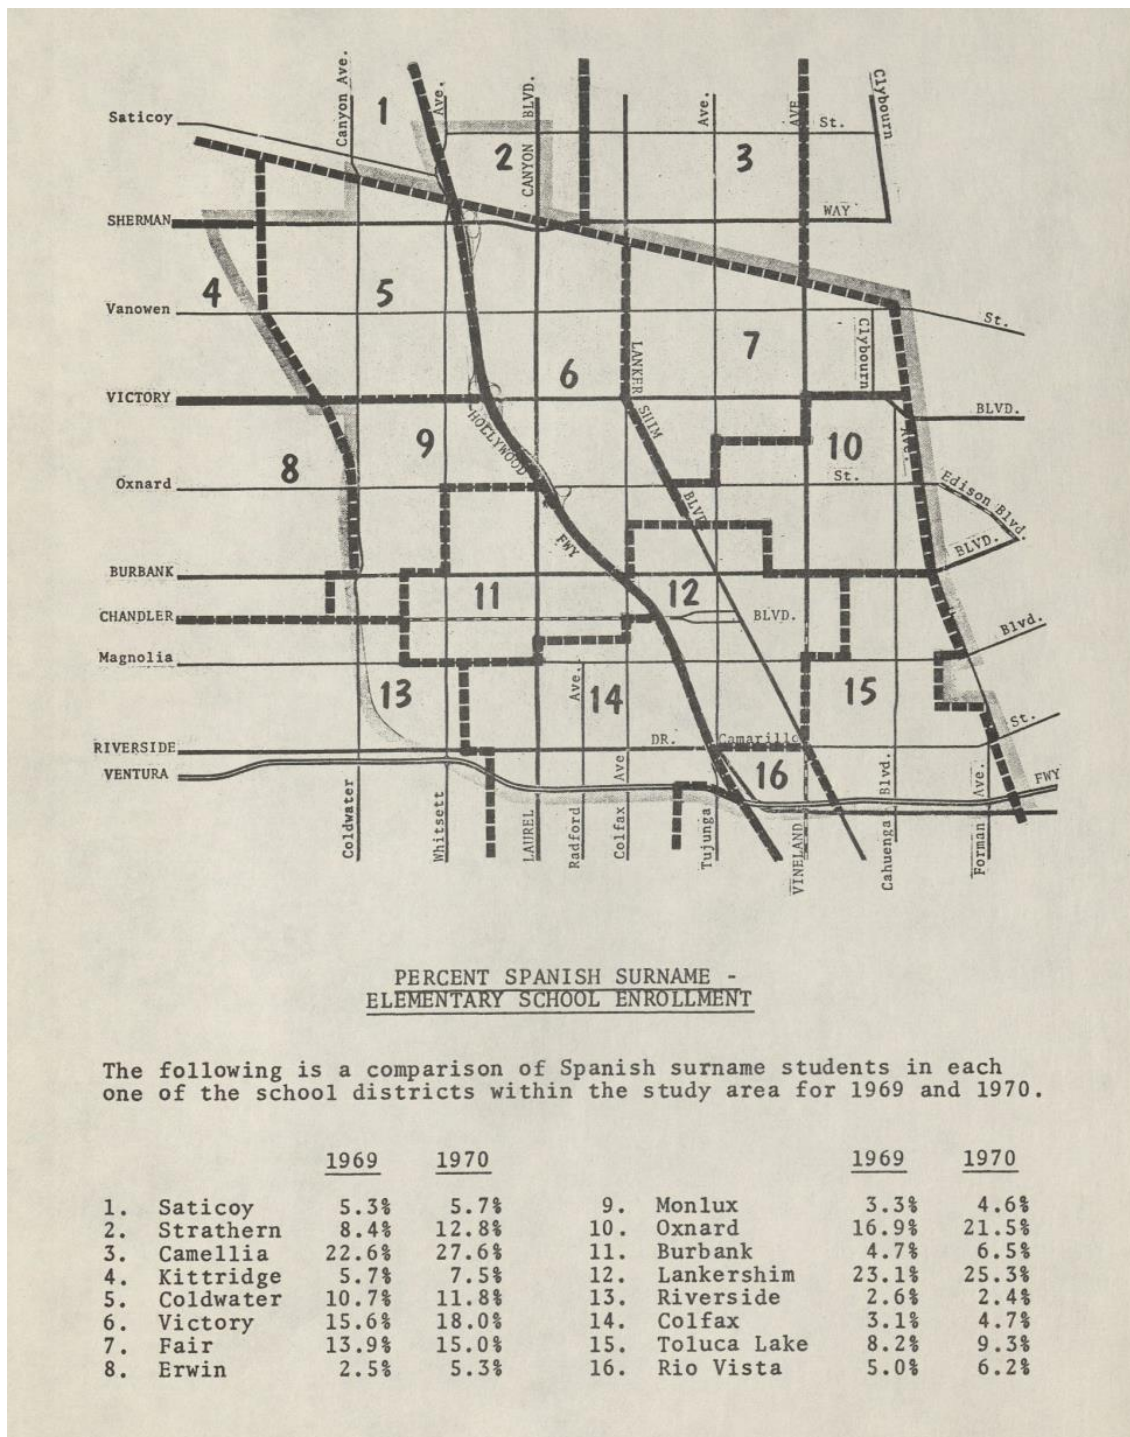 Canyon Ave.
1
Ave.
CANYON BLVD.
Ave.
AVE
Clybourn
Saticoy
St.
2
3
SHERMAN
WAY
4
5
Vanowen
St.
Clybourn
7
LANKER
6
VICTORY
BLVD.
SHIM
HOLLYWOOD
9
10
Ave.
8
Oxnard
St.
Edison Blvd.
BLVD.
FWY
BLVD.
BURBANK
11
12
CHANDLER
BLVD.
Blvd.
Magnolia
13
Ave.
14
15
St.
RIVERSIDE
DR.
Camarillo
VENTURA
16
FWY
Coldwater
Whitsett
LAUREL
Radford
Colfax Ave
Tujunga
VINELAND
Cahuenga Blvd.
Forman Ave.
PERCENT SPANISH SURNAME -
ELEMENTARY SCHOOL ENROLLMENT
The following is a comparison of Spanish surname students in each
one of the school districts within the study area for 1969 and 1970.
1969 1970 1969 1970
1. Saticoy 5.3% 5.7% 9. Monlux 3.3% 4.6%
2. Strathern 8.4% 12.8% 10. Oxnard 16.9% 21.5%
3. Camellia 22.6% 27.6% 11. Burbank 4.7% 6.5%
4. Kittridge 5.7% 7.5% 12. Lankershim 23.1% 25.3%
5. Coldwater 10.7% 11.8% 13. Riverside 2.6% 2.4%
6. Victory 15.6% 18.0% 14. Colfax 3.1% 4.7%
7. Fair 13.9% 15.0% 15. Toluca Lake 8.2% 9.3%
8. Erwin 2.5% 5.3% 16. Rio Vista 5.0% 6.2%